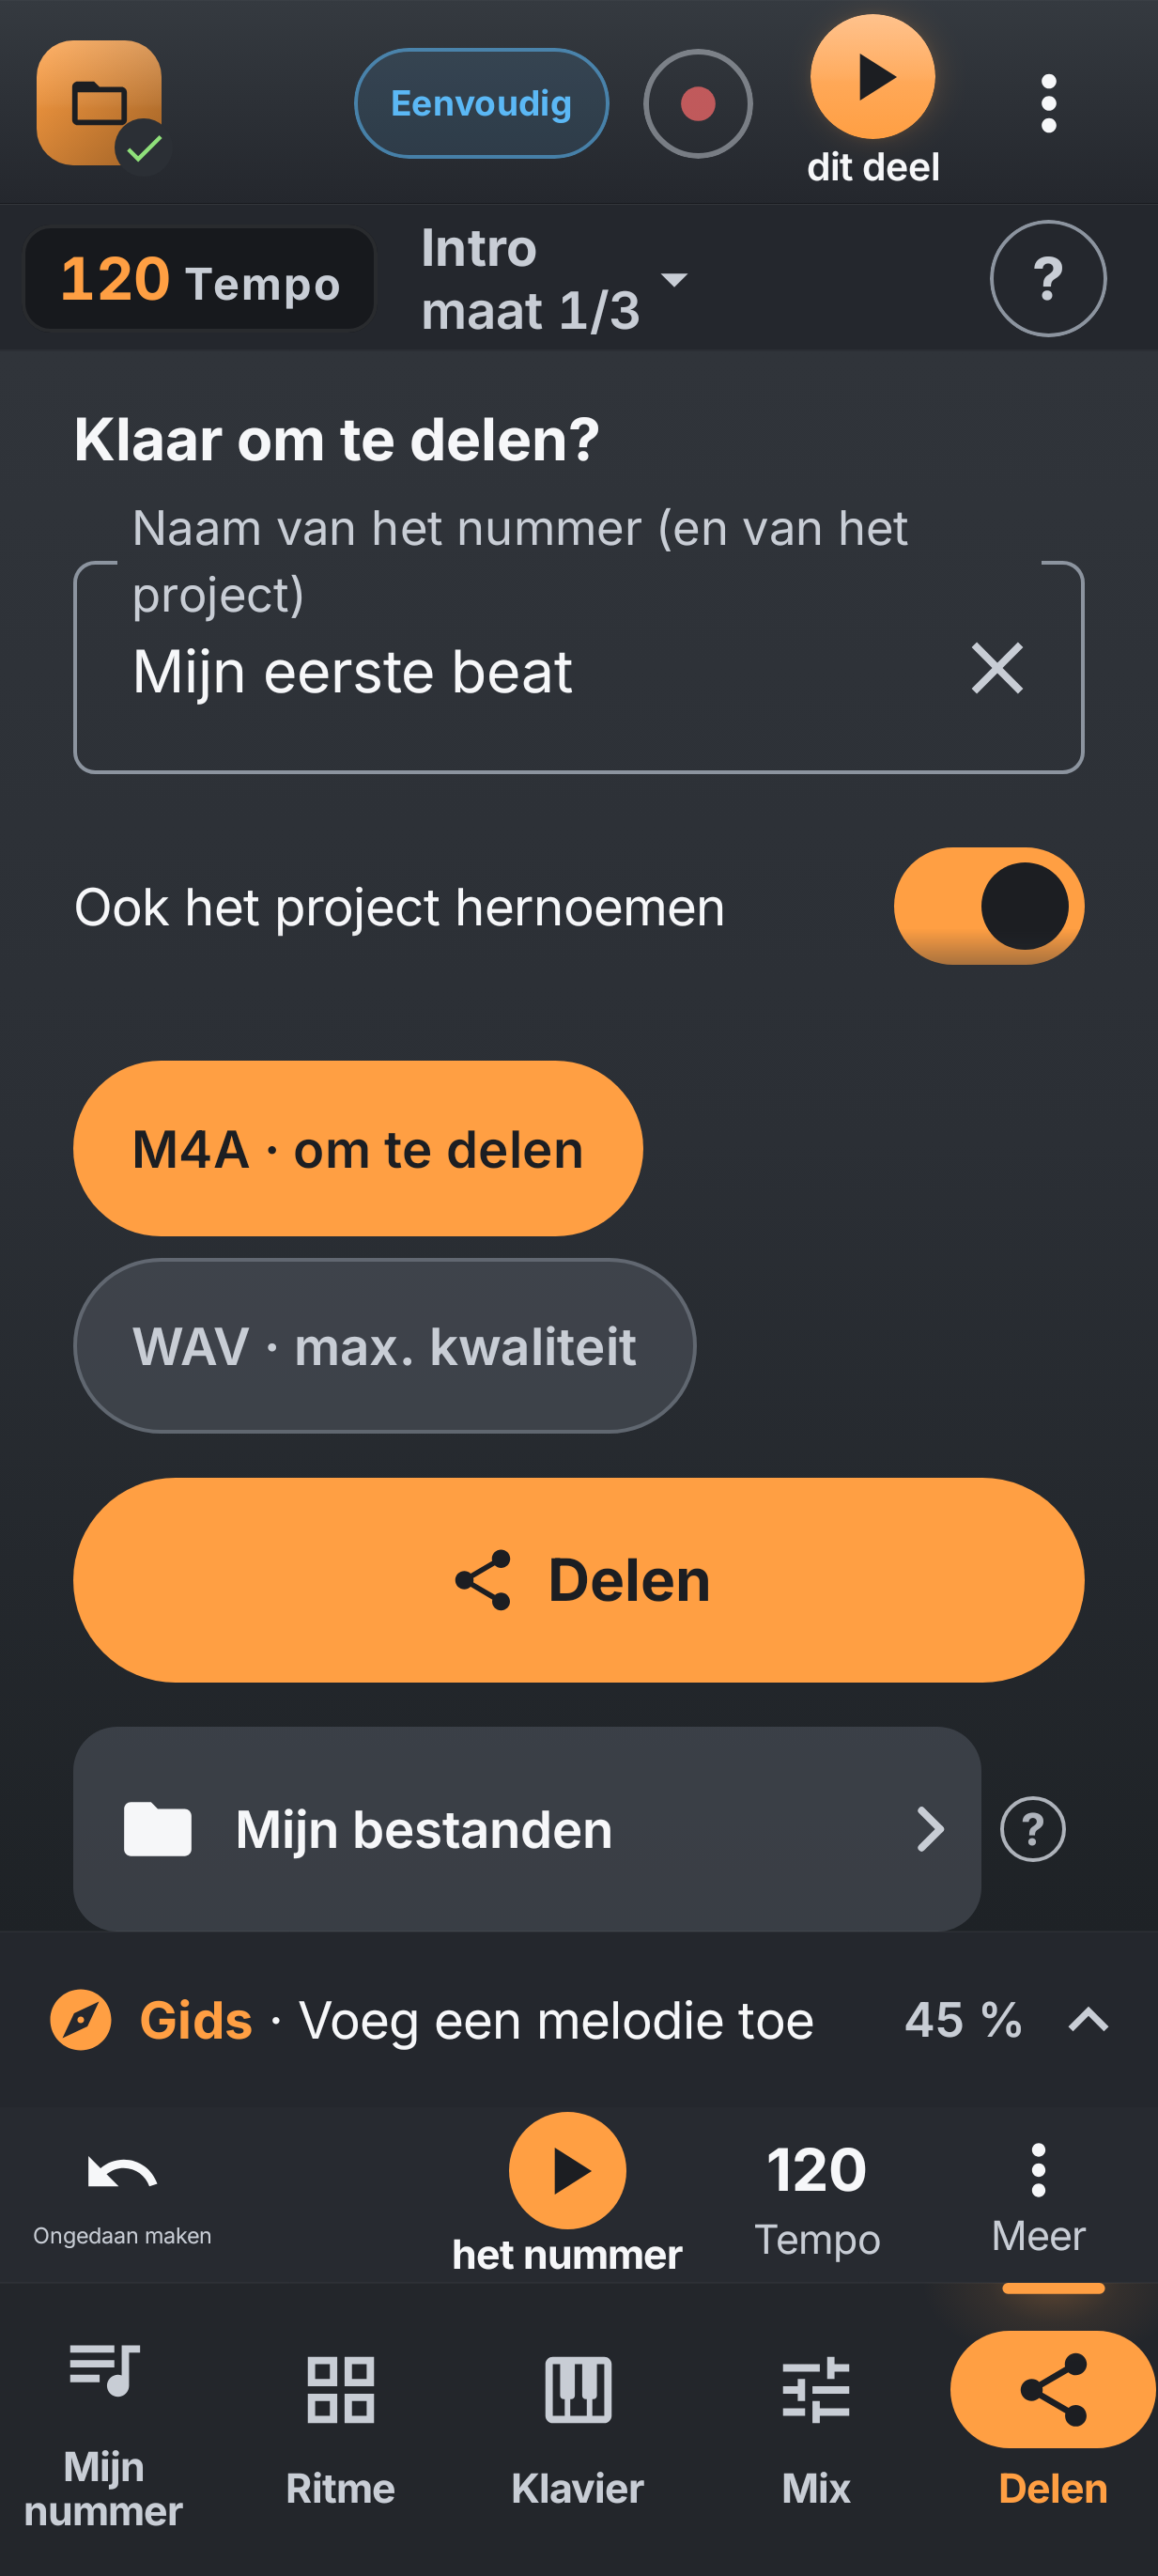 Eenvoudig
dit deel
120 Tempo
Intro
maat 1/3
?
Klaar om te delen?
Naam van het nummer (en van het
project)
Mijn eerste beat
Ook het project hernoemen
M4A · om te delen
WAV · max. kwaliteit
Delen
Mijn bestanden
?
Gids · Voeg een melodie toe 45 %
Ongedaan maken
het nummer
120
Tempo
Meer
Mijn
nummer
Ritme
Klavier
Mix
Delen